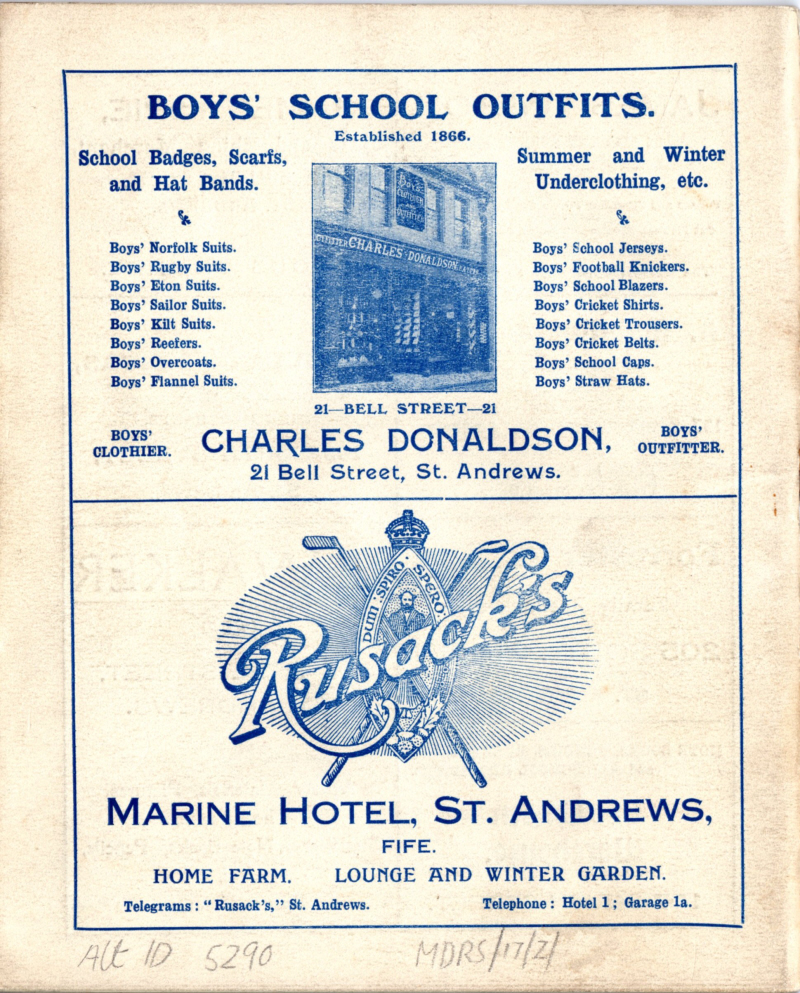 BOYS' SCHOOL OUTFITS.
Established 1866.
School Badges, Scarfs,
and Hat Bands.
Boys' Norfolk Suits.
Boys' Rugby Suits.
Boys' Eton Suits.
Boys' Sailor Suits.
Boys' Kilt Suits.
Boys' Reefers.
Boys' Overcoats.
Boys' Flannel Suits.
CHARLES DONALDSON
Summer and Winter
Underclothing, etc.
Boys' School Jerseys.
Boys' Football Knickers.
Boys' School Blazers.
Boys' Cricket Shirts.
Boys' Cricket Trousers.
Boys' Cricket Belts.
Boys' School Caps.
Boys' Straw Hats.
21—BELL STREET—21
BOYS'
CLOTHIER.
CHARLES DONALDSON,
21 Bell Street, St. Andrews.
BOYS'
OUTFITTER.
DUM · SPIRO · SPERO
Rusack's
MARINE HOTEL, ST. ANDREWS,
FIFE.
HOME FARM. LOUNGE AND WINTER GARDEN.
Telegrams: "Rusack's," St. Andrews. Telephone: Hotel 1; Garage 1a.
Alt ID 5290 MDRS/17/2/